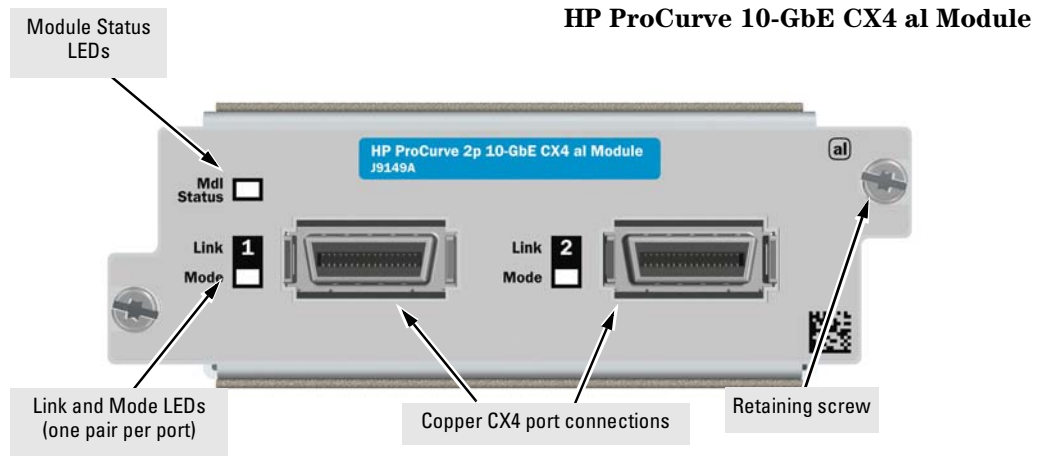 HP ProCurve 10-GbE CX4 al Module
Module Status
LEDs
HP ProCurve 2p 10-GbE CX4 al Module
J9149A
al
Mdl
Status
Link 1
Mode
Link 2
Mode
Link and Mode LEDs
(one pair per port)
Copper CX4 port connections
Retaining screw